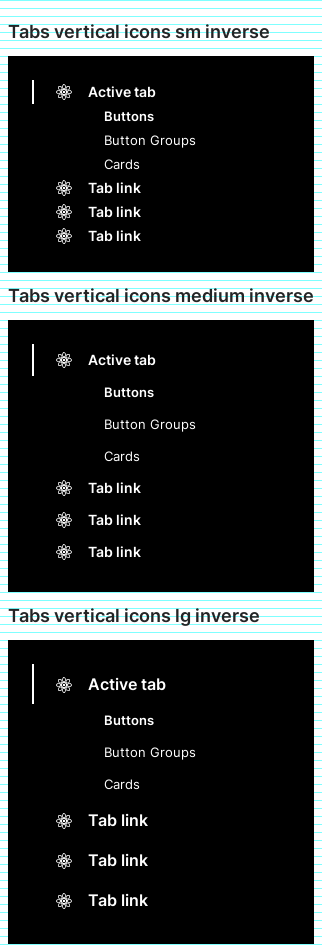 Tabs vertical icons sm inverse
Active tab
Buttons
Button Groups
Cards
Tab link
Tab link
Tab link
Tabs vertical icons medium inverse
Active tab
Buttons
Button Groups
Cards
Tab link
Tab link
Tab link
Tabs vertical icons lg inverse
Active tab
Buttons
Button Groups
Cards
Tab link
Tab link
Tab link